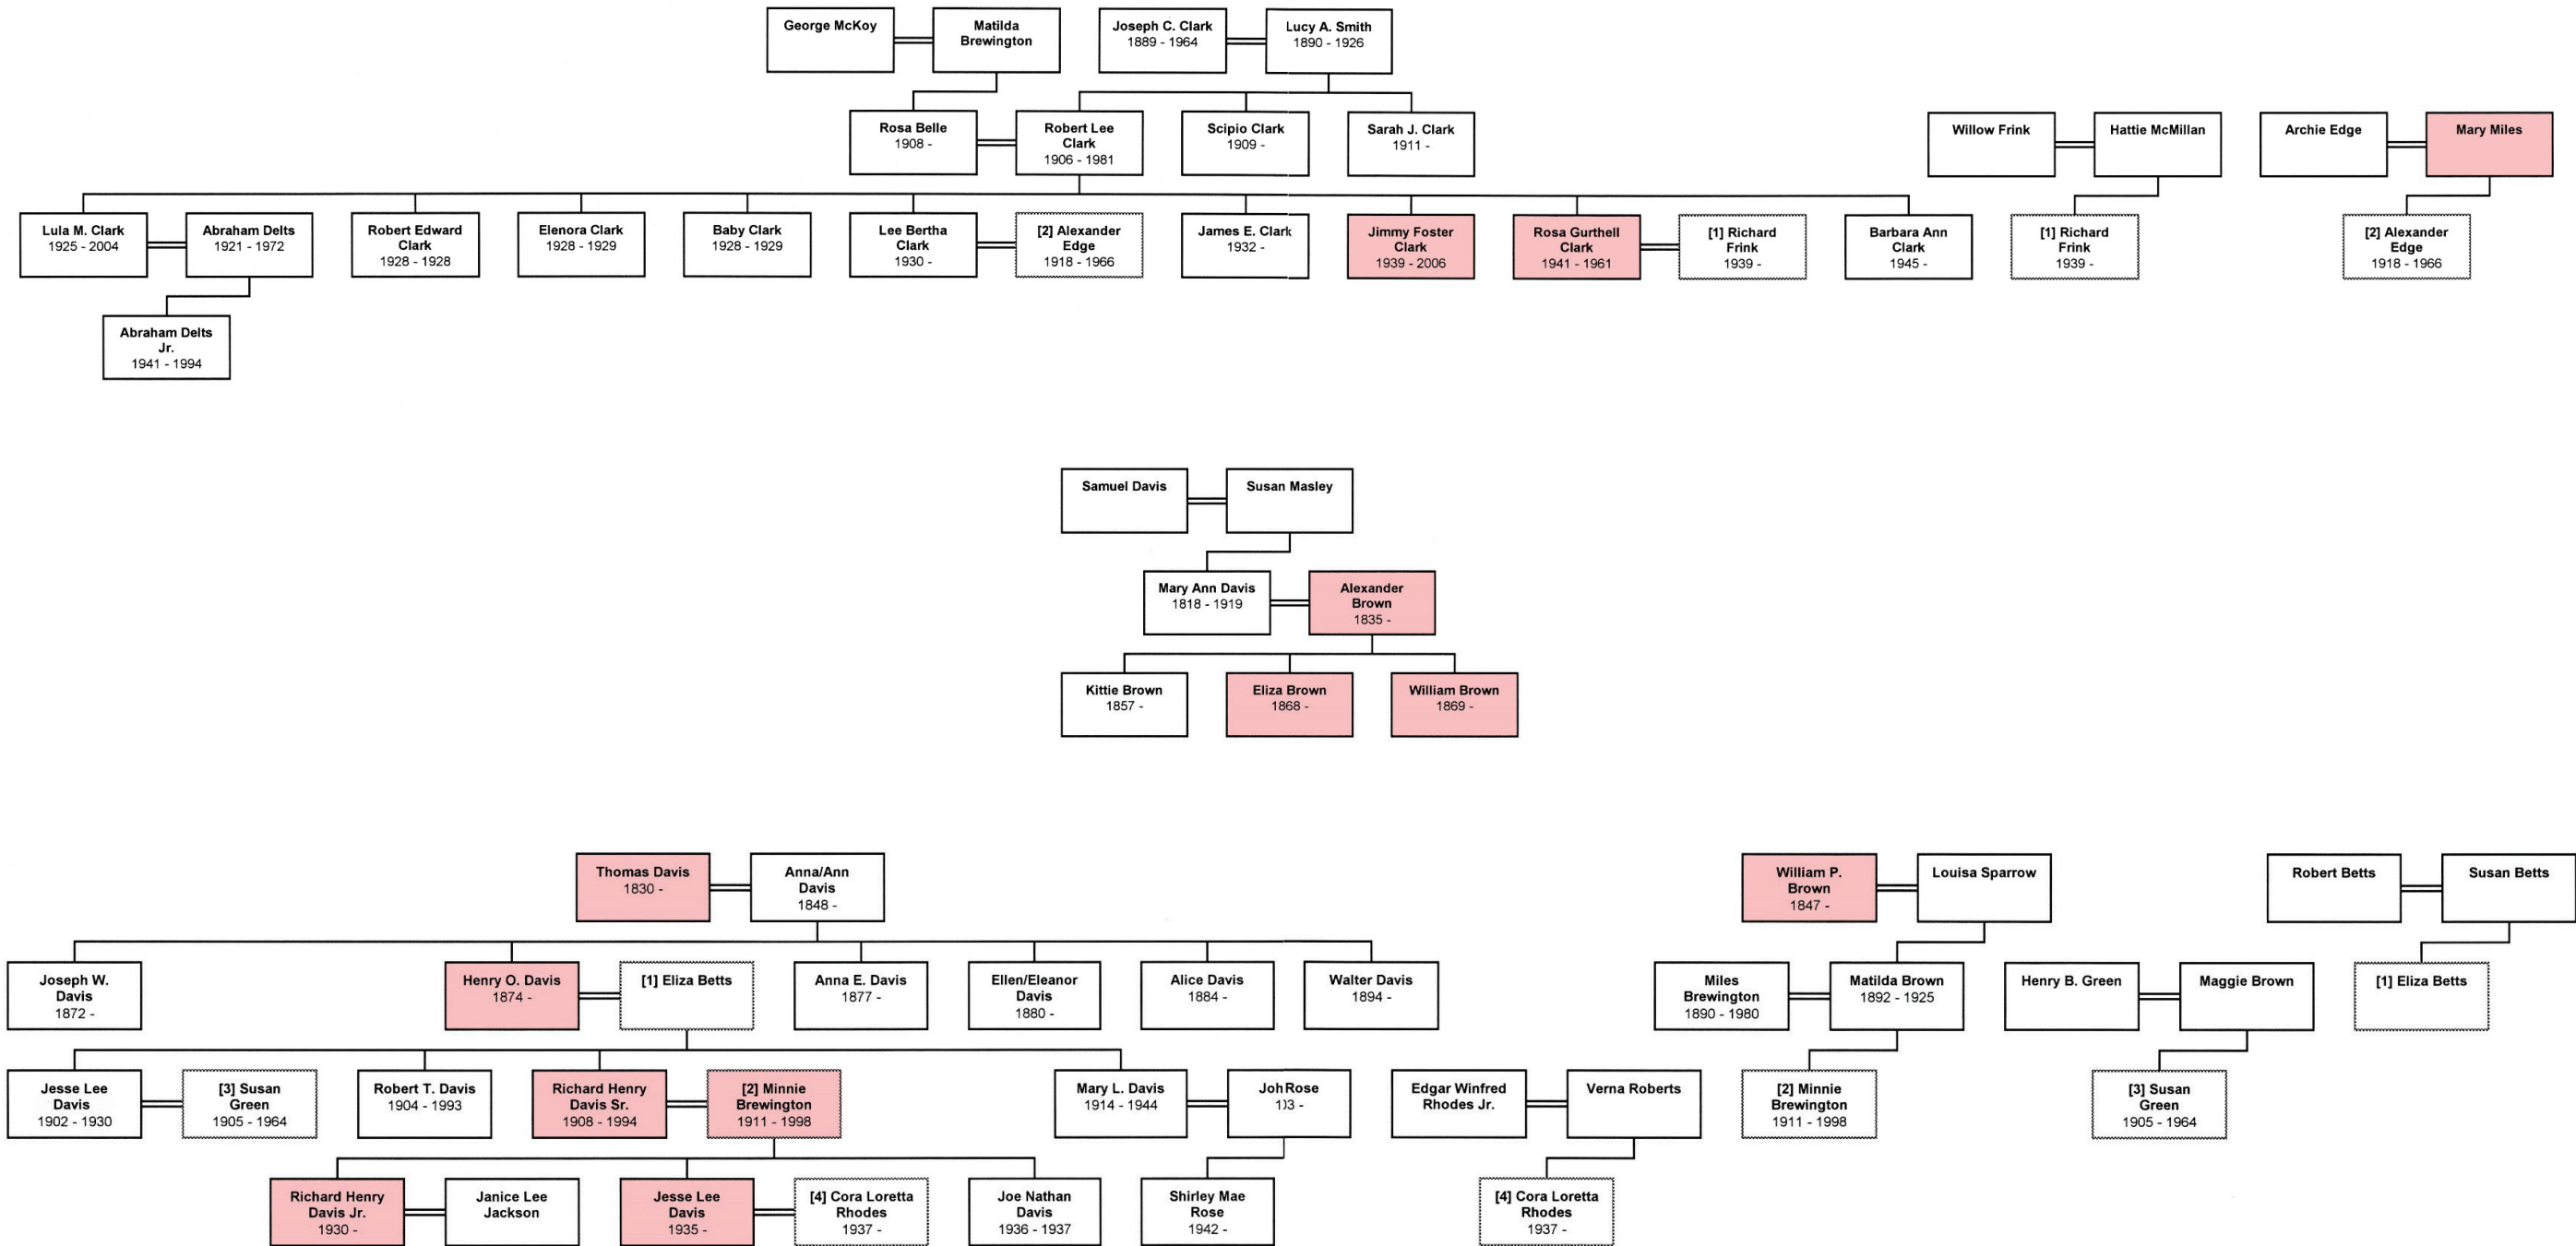 George McKoy
Matilda
Brewington
Joseph C. Clark
1889 - 1964
Lucy A. Smith
1890 - 1926
Rosa Belle
1908 -
Robert Lee
Clark
1906 - 1981
Scipio Clark
1909 -
Sarah J. Clark
1911 -
Willow Frink
Hattie McMillan
Archie Edge
Mary Miles
Lula M. Clark
1925 - 2004
Abraham Delts
1921 - 1972
Robert Edward
Clark
1928 - 1928
Elenora Clark
1928 - 1929
Baby Clark
1928 - 1929
Lee Bertha
Clark
1930 -
[2] Alexander
Edge
1918 - 1966
James E. Clark
1932 -
Jimmy Foster
Clark
1939 - 2006
Rosa Gurthell
Clark
1941 - 1961
[1] Richard
Frink
1939 -
Barbara Ann
Clark
1945 -
[1] Richard
Frink
1939 -
[2] Alexander
Edge
1918 - 1966
Abraham Delts
Jr.
1941 - 1994
Samuel Davis
Susan Masley
Mary Ann Davis
1818 - 1919
Alexander
Brown
1835 -
Kittie Brown
1857 -
Eliza Brown
1868 -
William Brown
1869 -
Thomas Davis
1830 -
Anna/Ann
Davis
1848 -
William P.
Brown
1847 -
Louisa Sparrow
Robert Betts
Susan Betts
Joseph W.
Davis
1872 -
Henry O. Davis
1874 -
[1] Eliza Betts
Anna E. Davis
1877 -
Ellen/Eleanor
Davis
1880 -
Alice Davis
1884 -
Walter Davis
1894 -
Miles
Brewington
1890 - 1980
Matilda Brown
1892 - 1925
Henry B. Green
Maggie Brown
[1] Eliza Betts
Jesse Lee
Davis
1902 - 1930
[3] Susan
Green
1905 - 1964
Robert T. Davis
1904 - 1993
Richard Henry
Davis Sr.
1908 - 1994
[2] Minnie
Brewington
1911 - 1998
Mary L. Davis
1914 - 1944
Rose
Edgar Winfred
Rhodes Jr.
Verna Roberts
[2] Minnie
Brewington
1911 - 1998
[3] Susan
Green
1905 - 1964
Richard Henry
Davis Jr.
1930 -
Janice Lee
Jackson
Jesse Lee
Davis
1935 -
[4] Cora Loretta
Rhodes
1937 -
Joe Nathan
Davis
1936 - 1937
Shirley Mae
Rose
1942 -
[4] Cora Loretta
Rhodes
1937 -